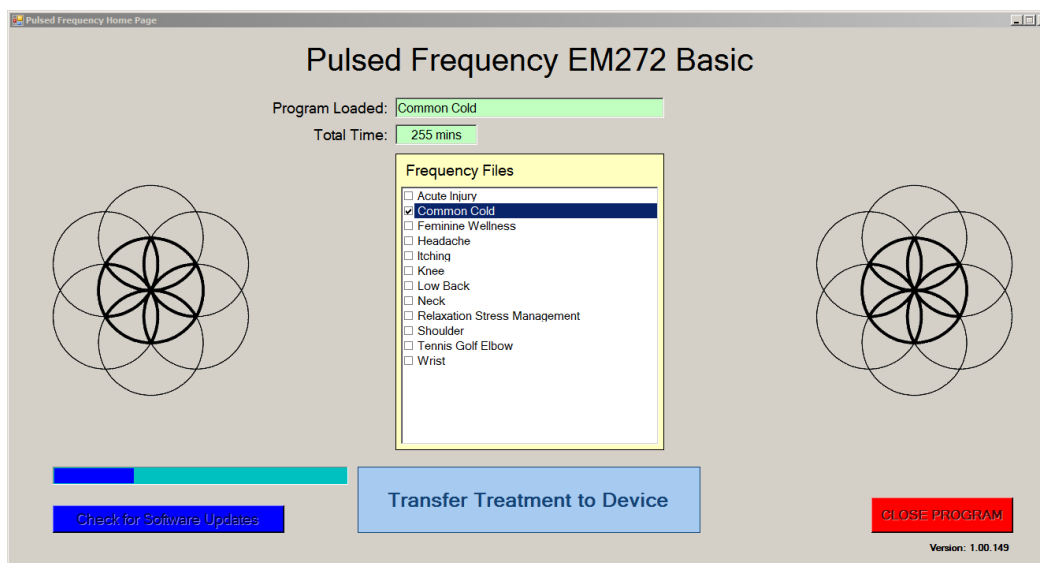 Pulsed Frequency Home Page
Pulsed Frequency EM272 Basic
Program Loaded: Common Cold
Total Time: 255 mins
Frequency Files
Acute Injury
Common Cold
Feminine Wellness
Headache
Itching
Knee
Low Back
Neck
Relaxation Stress Management
Shoulder
Tennis Golf Elbow
Wrist
Transfer Treatment to Device
Check for Software Updates
CLOSE PROGRAM
Version: 1.00.149